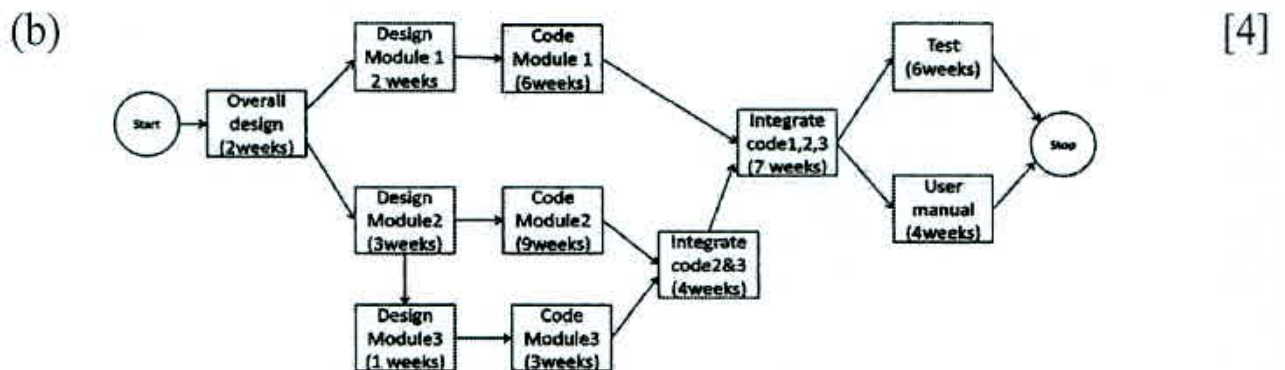 (b)
[4]
Start
Overall
design
(2weeks)
Design
Module 1
2 weeks
Code
Module 1
(6weeks)
Design
Module2
(3weeks)
Code
Module2
(9weeks)
Design
Module3
(1 weeks)
Code
Module3
(3weeks)
Integrate
code2&3
(4weeks)
Integrate
code1,2,3
(7 weeks)
Test
(6weeks)
User
manual
(4weeks)
Stop